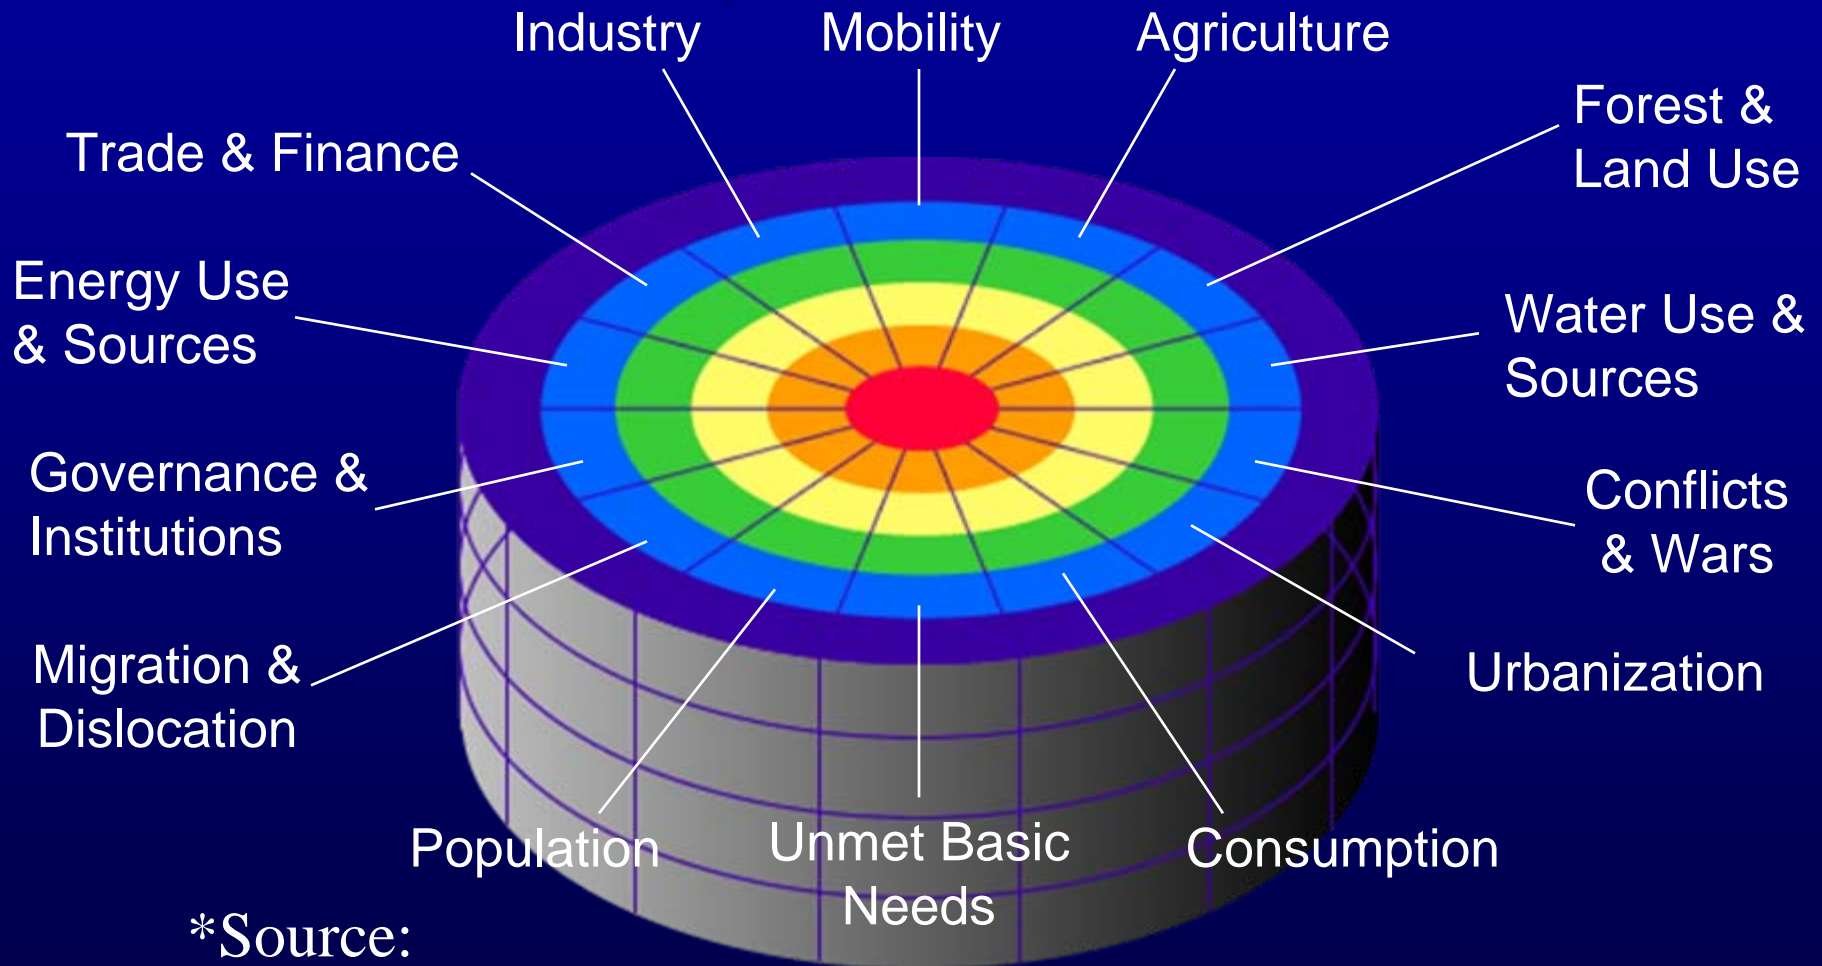 Industry
Mobility
Agriculture
Forest &
Land Use
Trade & Finance
Energy Use
& Sources
Water Use &
Sources
Governance &
Institutions
Conflicts
& Wars
Migration &
Dislocation
Urbanization
Population
Unmet Basic
Needs
Consumption
*Source: